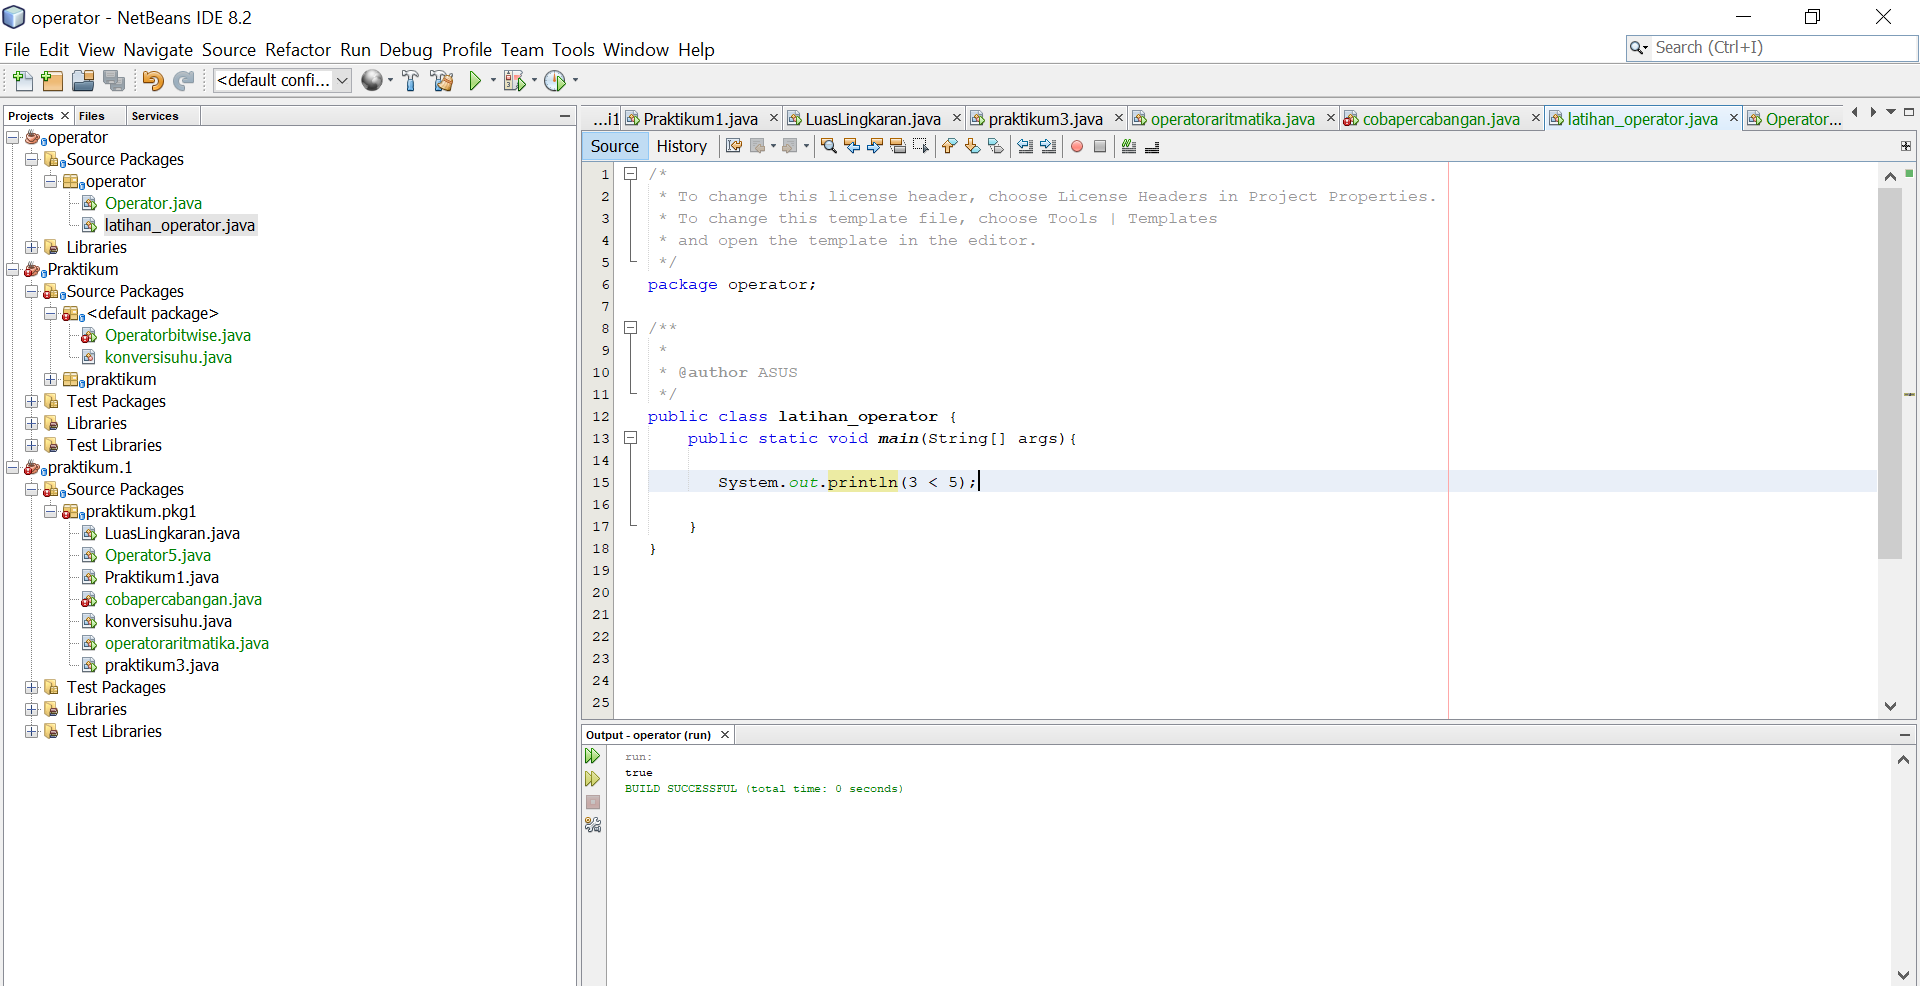 operator - NetBeans IDE 8.2
File Edit View Navigate Source Refactor Run Debug Profile Team Tools Window Help
Search (Ctrl+I)
<default confi...
Projects Files Services
operator
Source Packages
operator
Operator.java
latihan_operator.java
Libraries
Praktikum
Source Packages
<default package>
Operatorbitwise.java
konversisuhu.java
praktikum
Test Packages
Libraries
Test Libraries
praktikum.1
Source Packages
praktikum.pkg1
LuasLingkaran.java
Operator5.java
Praktikum1.java
cobapercabangan.java
konversisuhu.java
operatoraritmatika.java
praktikum3.java
Test Packages
Libraries
Test Libraries
...i1 Praktikum1.java LuasLingkaran.java praktikum3.java operatoraritmatika.java cobapercabangan.java latihan_operator.java Operator...
Source History
1 /*
2 * To change this license header, choose License Headers in Project Properties.
3 * To change this template file, choose Tools | Templates
4 * and open the template in the editor.
5 */
6 package operator;
7
8 /**
9 *
10 * @author ASUS
11 */
12 public class latihan_operator {
13 public static void main(String[] args){
14
15 System.out.println(3 < 5);
16
17 }
18 }
19
20
21
22
23
24
25
Output - operator (run)
run:
true
BUILD SUCCESSFUL (total time: 0 seconds)